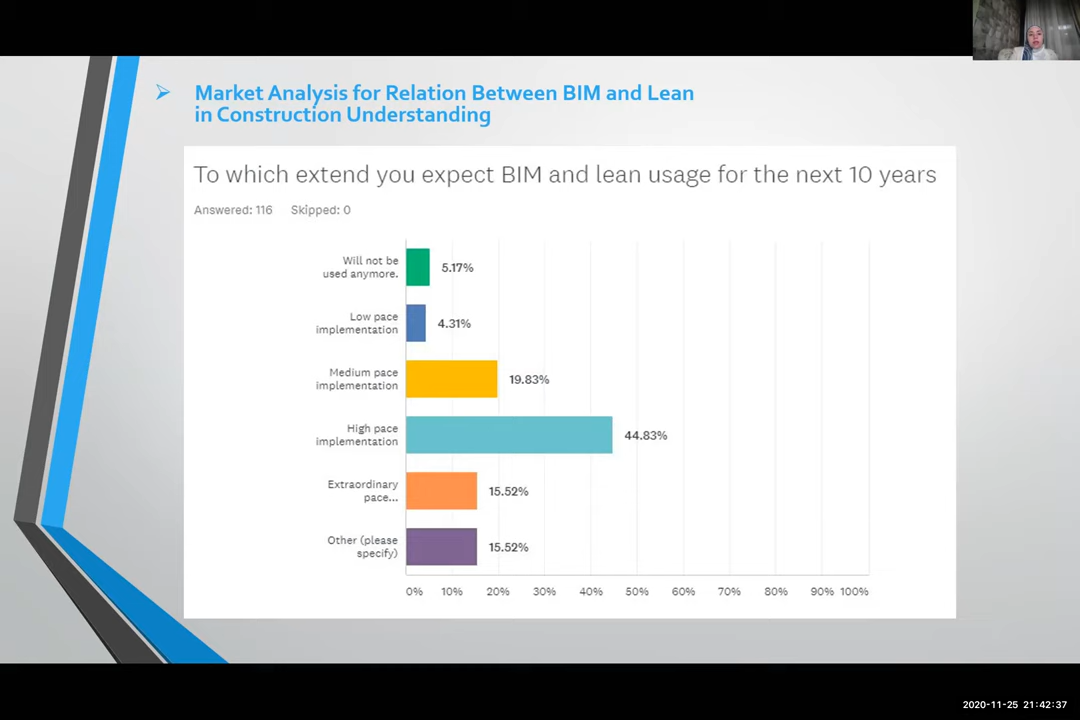 Market Analysis for Relation Between BIM and Lean
in Construction Understanding
To which extend you expect BIM and lean usage for the next 10 years
Answered: 116 Skipped: 0
Will not be
used anymore.
5.17%
Low pace
implementation
4.31%
Medium pace
implementation
19.83%
High pace
implementation
44.83%
Extraordinary
pace...
15.52%
Other (please
specify)
15.52%
0% 10% 20% 30% 40% 50% 60% 70% 80% 90% 100%
2020-11-25 21:42:37